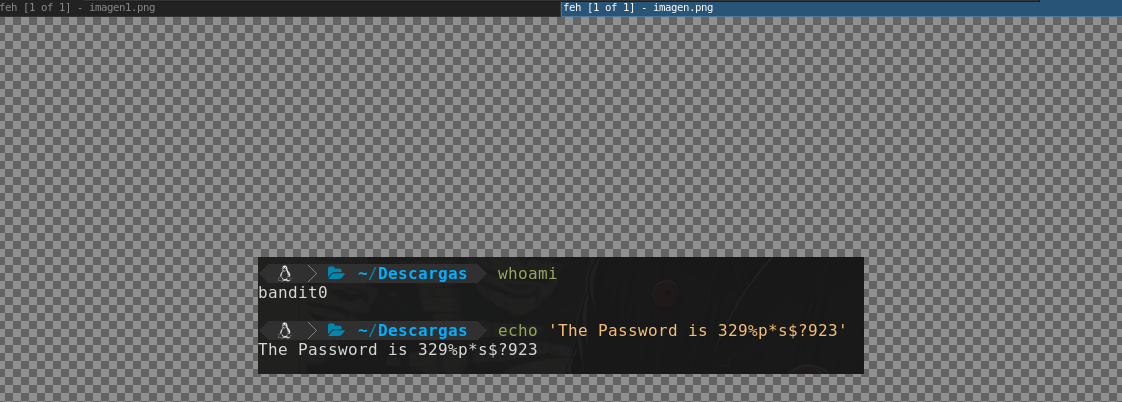 feh [1 of 1] - imagen1.png
feh [1 of 1] - imagen.png
~/Descargas whoami
bandit0
~/Descargas echo 'The Password is 329%p*s$?923'
The Password is 329%p*s$?923